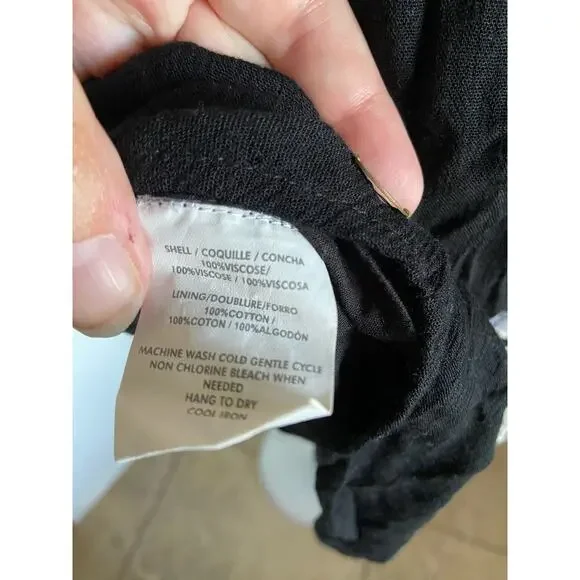 SHELL / COQUILLE / CONCHA
100%VISCOSE/
100%VISCOSE / 100%VISCOSA
LINING/DOUBLURE/FORRO
100%COTTON /
100%COTON / 100%ALGODÓN
MACHINE WASH COLD GENTLE CYCLE
NON CHLORINE BLEACH WHEN
NEEDED
HANG TO DRY
COOL IRON